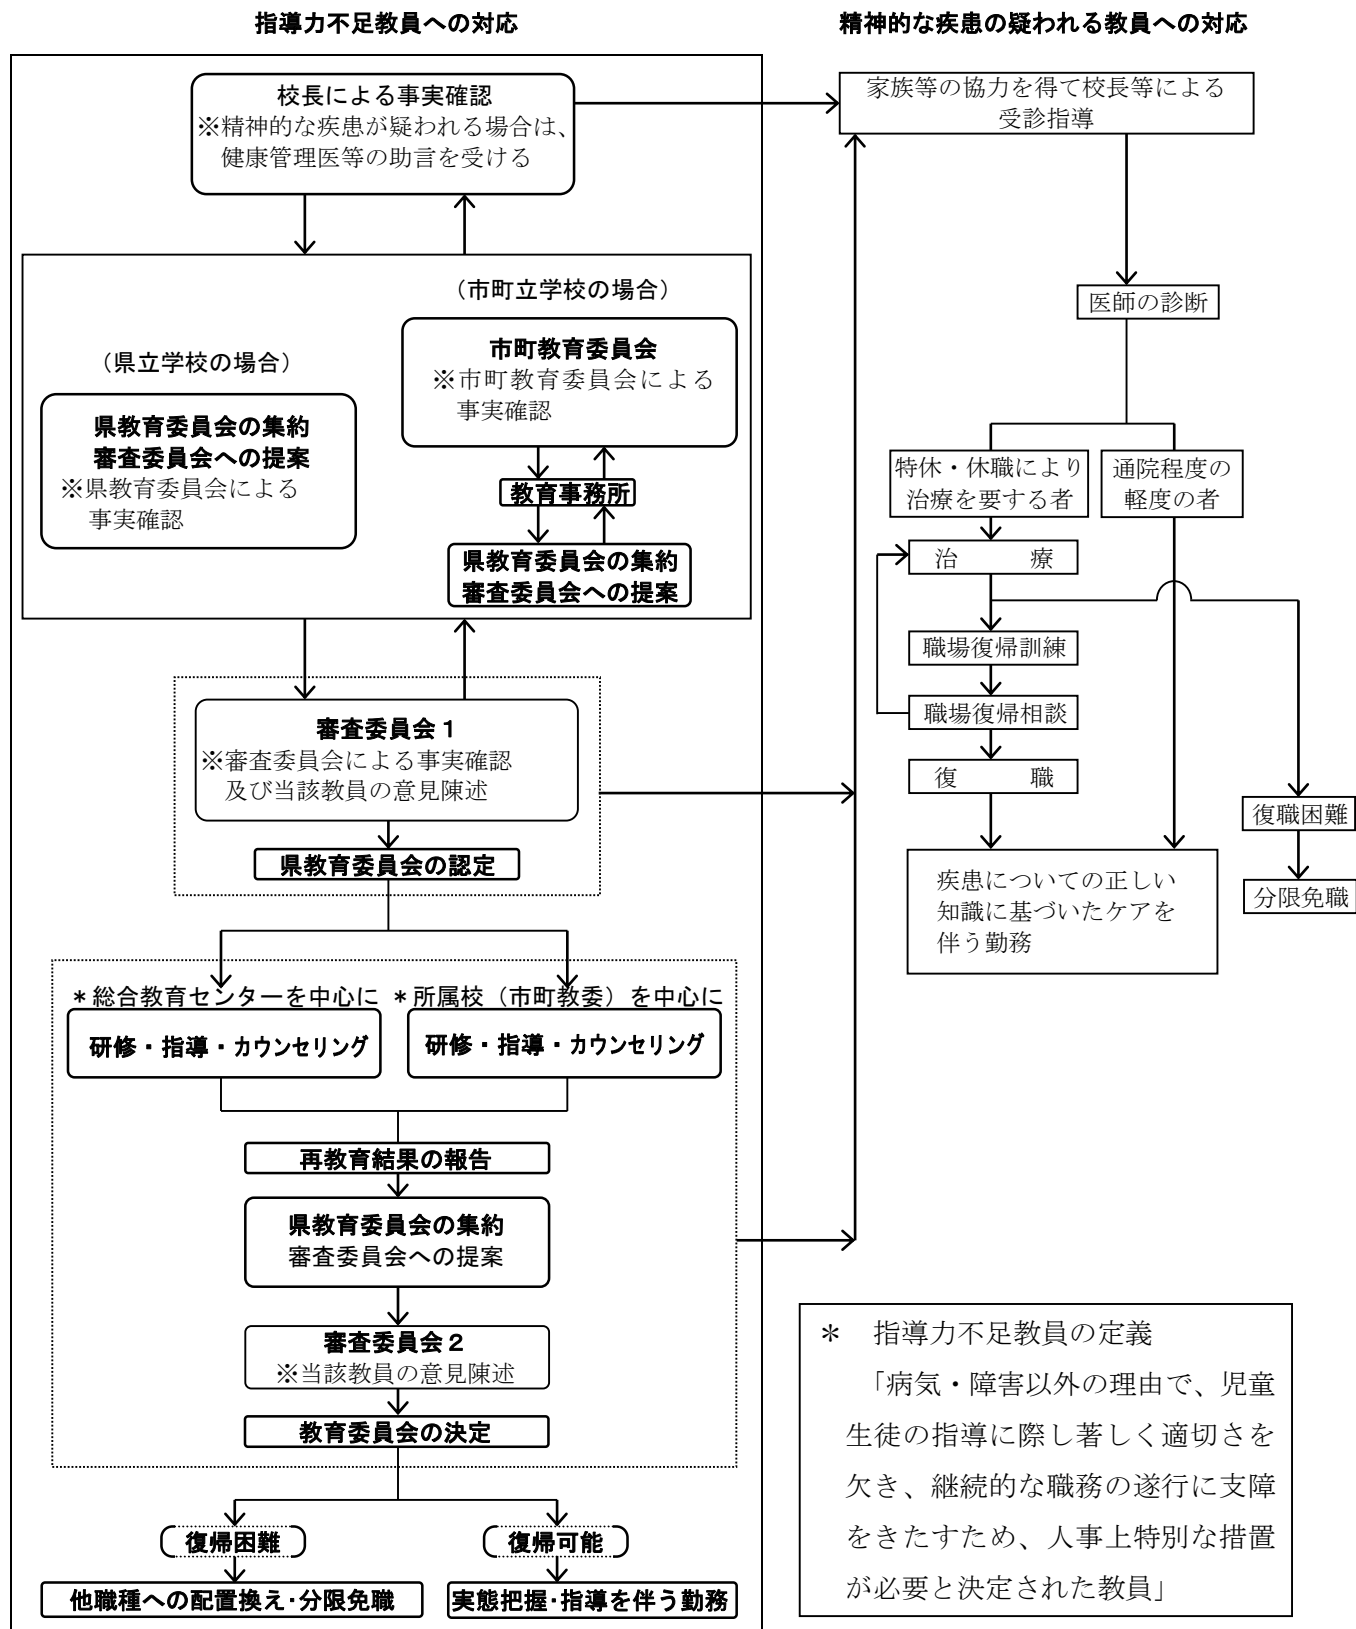 指導力不足教員への対応
校長による事実確認
※精神的な疾患が疑われる場合は、
健康管理医等の助言を受ける
（県立学校の場合）
県教育委員会の集約
審査委員会への提案
※県教育委員会による
事実確認
（市町立学校の場合）
市町教育委員会
※市町教育委員会による
事実確認
教育事務所
県教育委員会の集約
審査委員会への提案
審査委員会１
※審査委員会による事実確認
及び当該教員の意見陳述
県教育委員会の認定
＊総合教育センターを中心に
研修・指導・カウンセリング
＊所属校（市町教委）を中心に
研修・指導・カウンセリング
再教育結果の報告
県教育委員会の集約
審査委員会への提案
審査委員会２
※当該教員の意見陳述
教育委員会の決定
復帰困難
他職種への配置換え・分限免職
復帰可能
実態把握・指導を伴う勤務
精神的な疾患の疑われる教員への対応
家族等の協力を得て校長等による
受診指導
医師の診断
特休・休職により
治療を要する者
通院程度の
軽度の者
治　　療
職場復帰訓練
職場復帰相談
復　　職
復職困難
分限免職
疾患についての正しい
知識に基づいたケアを
伴う勤務
＊　指導力不足教員の定義
「病気・障害以外の理由で、児童
生徒の指導に際し著しく適切さを
欠き、継続的な職務の遂行に支障
をきたすため、人事上特別な措置
が必要と決定された教員」